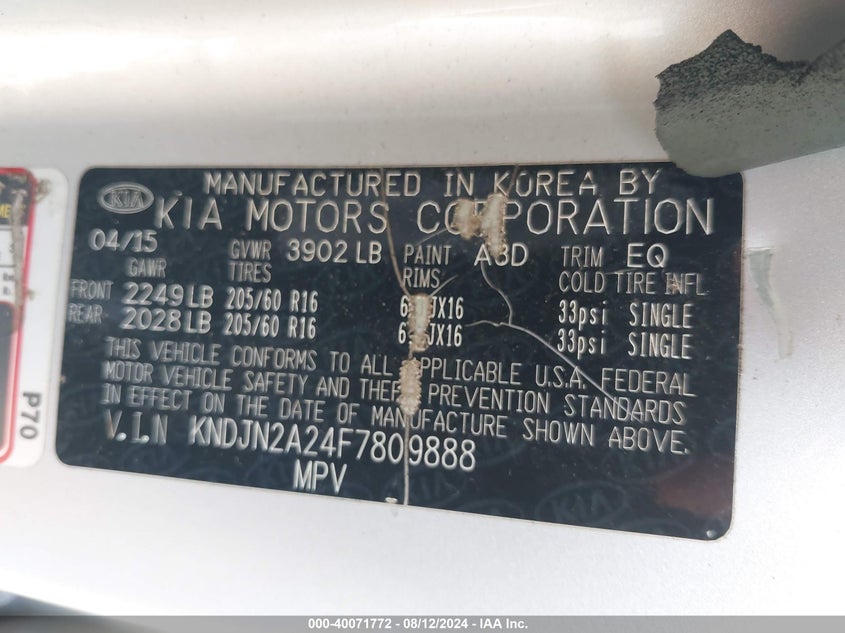 KIA MANUFACTURED IN KOREA BY
KIA MOTORS CORPORATION
04/15 GVWR 3902 LB PAINT A3D TRIM EQ
GAWR TIRES RIMS COLD TIRE INFL
FRONT 2249 LB 205/60 R16 JX16 33psi SINGLE
REAR 2028 LB 205/60 R16 JX16 33psi SINGLE
THIS VEHICLE CONFORMS TO ALL APPLICABLE U.S.A. FEDERAL
MOTOR VEHICLE SAFETY AND THEFT PREVENTION STANDARDS
IN EFFECT ON THE DATE OF MANUFACTURE SHOWN ABOVE.
V.I.N KNDJN2A24F7809888
MPV
P70
000-40071772 - 08/12/2024 - IAA Inc.